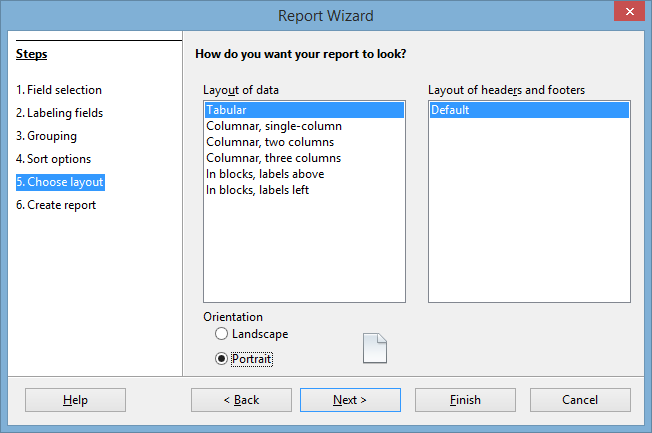 Report Wizard
Steps
1. Field selection
2. Labeling fields
3. Grouping
4. Sort options
5. Choose layout
6. Create report
How do you want your report to look?
Layout of data
Tabular
Columnar, single-column
Columnar, two columns
Columnar, three columns
In blocks, labels above
In blocks, labels left
Layout of headers and footers
Default
Orientation
Landscape
Portrait
Help
< Back
Next >
Finish
Cancel